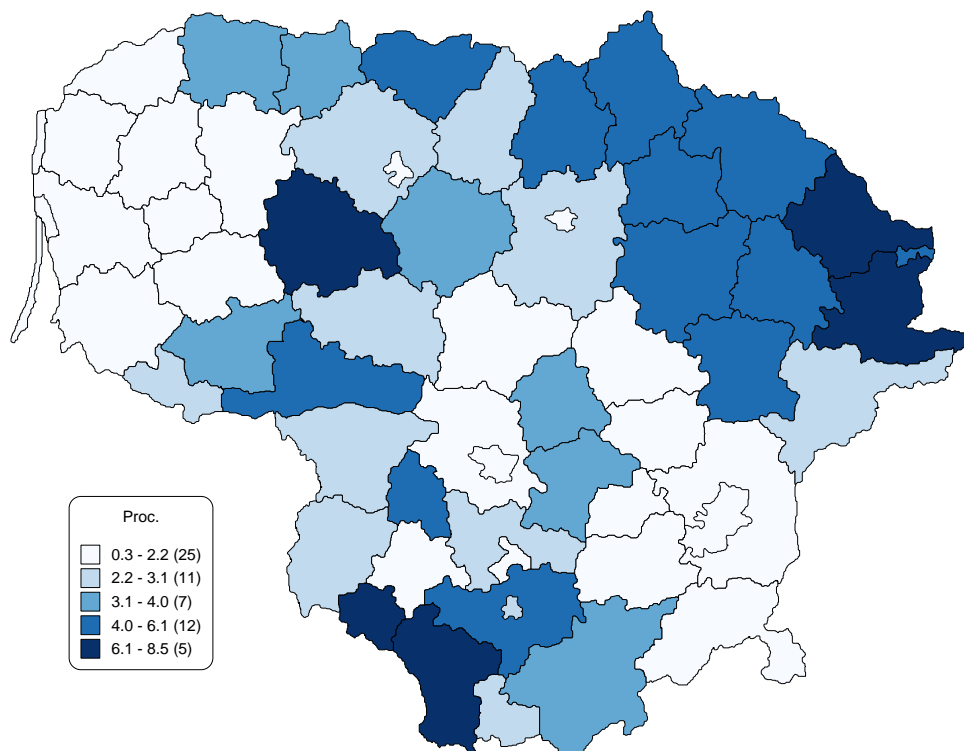 Proc.
0.3 - 2.2 (25)
2.2 - 3.1 (11)
3.1 - 4.0 (7)
4.0 - 6.1 (12)
6.1 - 8.5 (5)